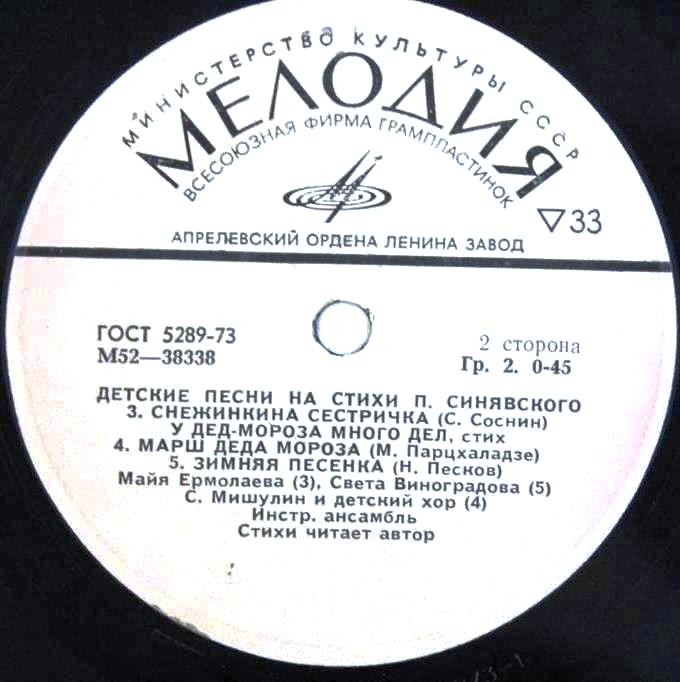 МИНИСТЕРСТВО КУЛЬТУРЫ СССР
МЕЛОДИЯ
ВСЕСОЮЗНАЯ ФИРМА ГРАМПЛАСТИНОК
▽33
АПРЕЛЕВСКИЙ ОРДЕНА ЛЕНИНА ЗАВОД
ГОСТ 5289-73
М52—38338
2 сторона
Гр. 2. 0-45
ДЕТСКИЕ ПЕСНИ НА СТИХИ П. СИНЯВСКОГО
3. СНЕЖИНКИНА СЕСТРИЧКА (С. Соснин)
У ДЕД-МОРОЗА МНОГО ДЕЛ, стих
4. МАРШ ДЕДА МОРОЗА (М. Парцхаладзе)
5. ЗИМНЯЯ ПЕСЕНКА (Н. Песков)
Майя Ермолаева (3), Света Виноградова (5)
С. Мишулин и детский хор (4)
Инстр. ансамбль
Стихи читает автор